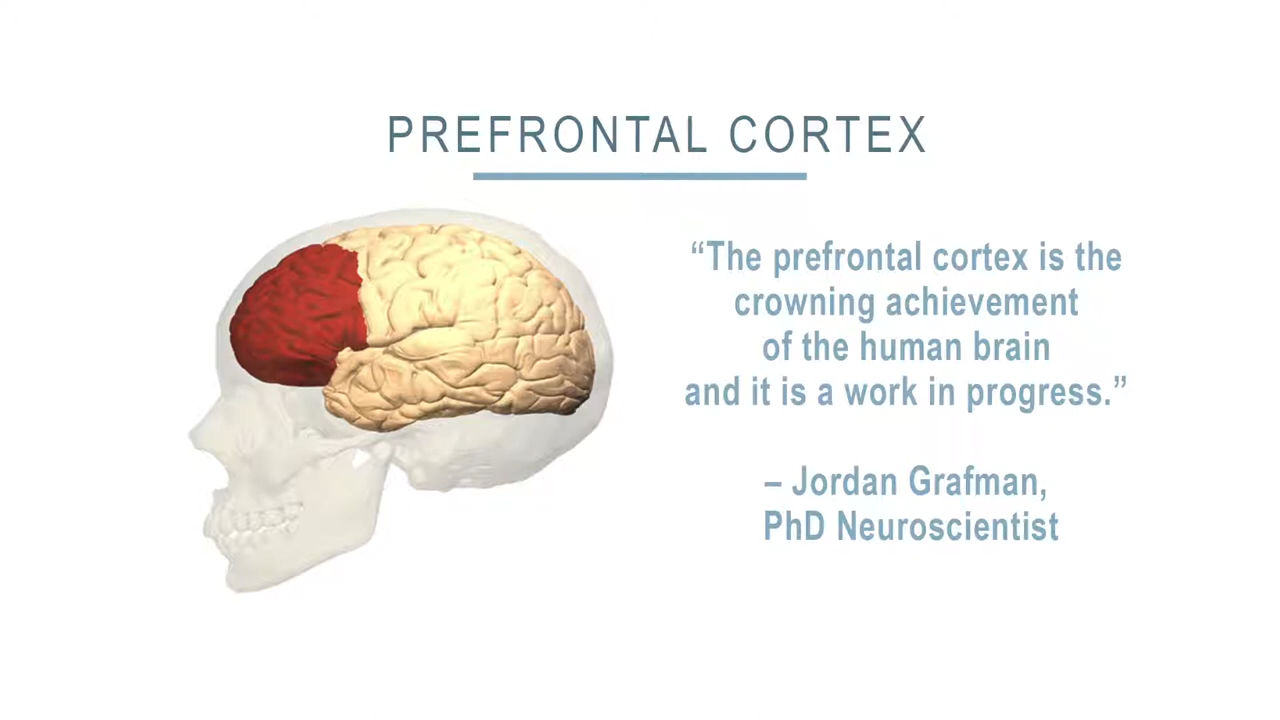 PREFRONTAL CORTEX
“The prefrontal cortex is the
crowning achievement
of the human brain
and it is a work in progress.”
– Jordan Grafman,
PhD Neuroscientist